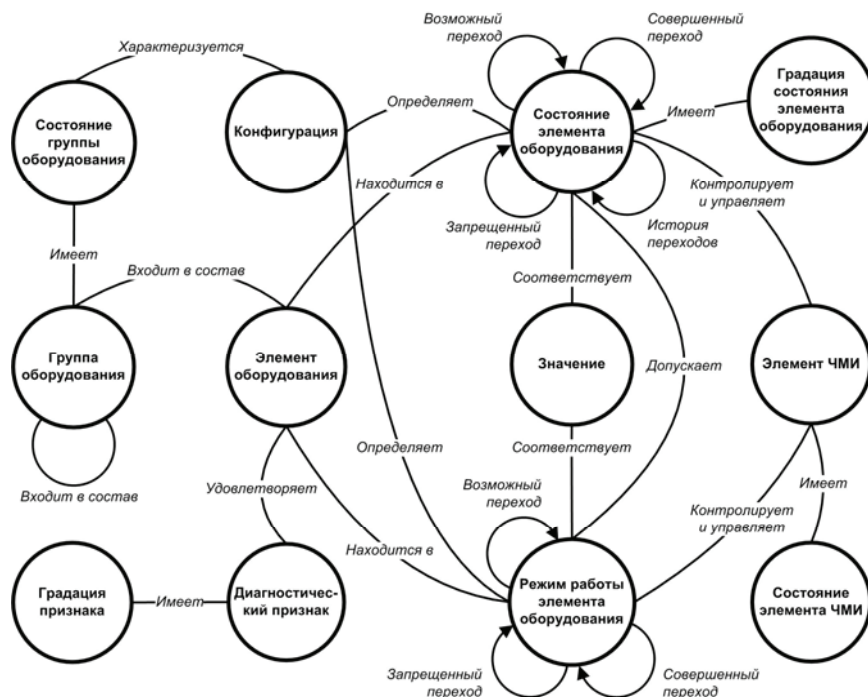 Характеризуется
Возможный
переход
Совершенный
переход
Состояние
группы
оборудования
Конфигурация
Определяет
Состояние
элемента
оборудования
Имеет
Градация
состояния
элемента
оборудования
Находится в
Запрещенный
переход
История
переходов
Контролирует
и управляет
Имеет
Входит в состав
Соответствует
Группа
оборудования
Элемент
оборудования
Значение
Допускает
Элемент ЧМИ
Входит в состав
Удовлетворяет
Определяет
Соответствует
Возможный
переход
Контролирует
и управляет
Имеет
Находится в
Градация
признака
Имеет
Диагностичес-
кий признак
Режим работы
элемента
оборудования
Состояние
элемента ЧМИ
Запрещенный
переход
Совершенный
переход